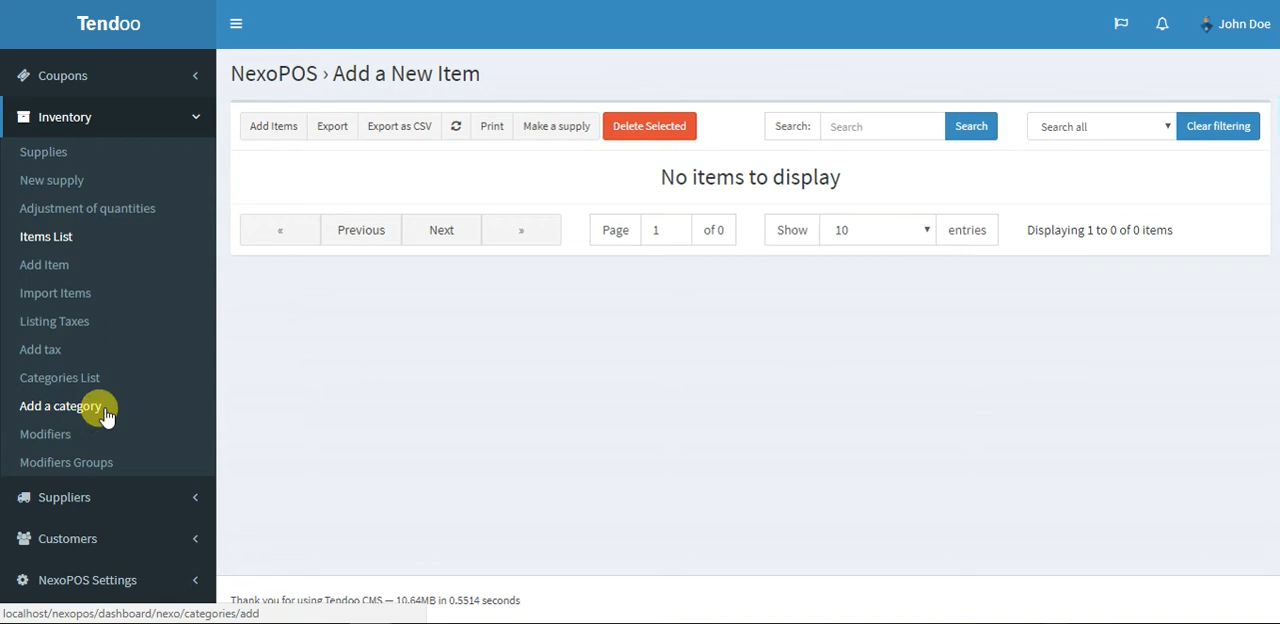 Tendoo
John Doe
Coupons
Inventory
Supplies
New supply
Adjustment of quantities
Items List
Add Item
Import Items
Listing Taxes
Add tax
Categories List
Add a category
Modifiers
Modifiers Groups
Suppliers
Customers
NexoPOS Settings
NexoPOS › Add a New Item
Add Items Export Export as CSV Print Make a supply Delete Selected Search: Search Search Search all Clear filtering
No items to display
« Previous Next » Page 1 of 0 Show 10 entries Displaying 1 to 0 of 0 items
Thank you for using Tendoo CMS — 10.64MB in 0.5514 seconds
localhost/nexopos/dashboard/nexo/categories/add